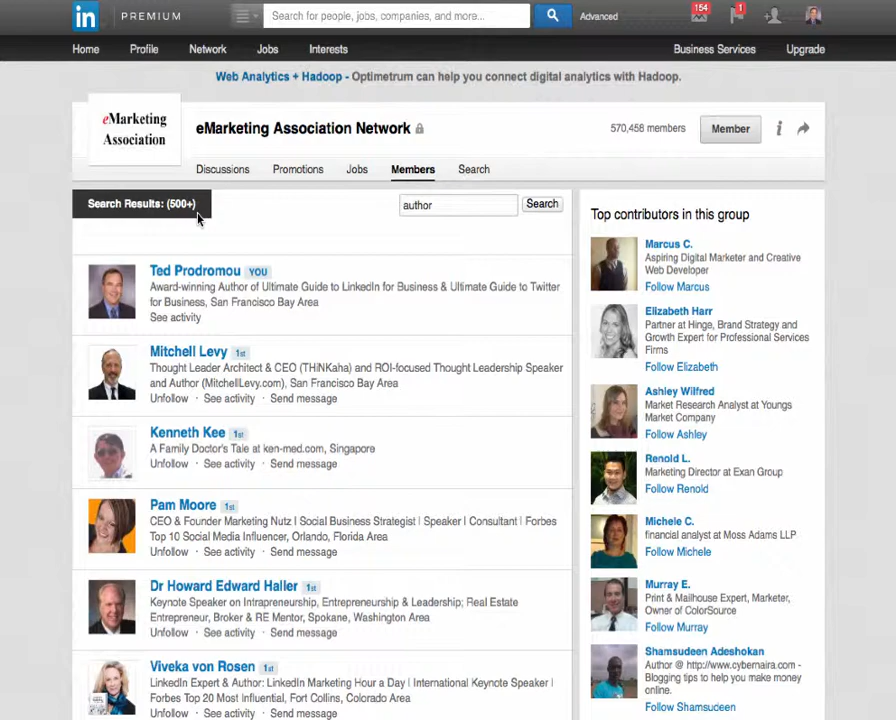 in PREMIUM
Search for people, jobs, companies, and more...
Advanced
154
1
Home Profile Network Jobs Interests Business Services Upgrade
Web Analytics + Hadoop - Optimetrum can help you connect digital analytics with Hadoop.
eMarketing
Association
eMarketing Association Network
570,458 members
Member
Discussions Promotions Jobs Members Search
Search Results: (500+)
author
Search
Ted Prodromou YOU
Award-winning Author of Ultimate Guide to LinkedIn for Business & Ultimate Guide to Twitter
for Business, San Francisco Bay Area
See activity
Mitchell Levy 1st
Thought Leader Architect & CEO (THiNKaha) and ROI-focused Thought Leadership Speaker
and Author (MitchellLevy.com), San Francisco Bay Area
Unfollow · See activity · Send message
Kenneth Kee 1st
A Family Doctor's Tale at ken-med.com, Singapore
Unfollow · See activity · Send message
Pam Moore 1st
CEO & Founder Marketing Nutz | Social Business Strategist | Speaker | Consultant | Forbes
Top 10 Social Media Influencer, Orlando, Florida Area
Unfollow · See activity · Send message
Dr Howard Edward Haller 1st
Keynote Speaker on Intrapreneurship, Entrepreneurship & Leadership; Real Estate
Entrepreneur, Broker & RE Mentor, Spokane, Washington Area
Unfollow · See activity · Send message
Viveka von Rosen 1st
LinkedIn Expert & Author: LinkedIn Marketing Hour a Day | International Keynote Speaker |
Forbes Top 20 Most Influential, Fort Collins, Colorado Area
Unfollow · See activity · Send message
Top contributors in this group
Marcus C.
Aspiring Digital Marketer and Creative
Web Developer
Follow Marcus
Elizabeth Harr
Partner at Hinge, Brand Strategy and
Growth Expert for Professional Services
Firms
Follow Elizabeth
Ashley Wilfred
Market Research Analyst at Youngs
Market Company
Follow Ashley
Renold L.
Marketing Director at Exan Group
Follow Renold
Michele C.
financial analyst at Moss Adams LLP
Follow Michele
Murray E.
Print & Mailhouse Expert, Marketer,
Owner of ColorSource
Follow Murray
Shamsudeen Adeshokan
Author @ http://www.cybernaira.com -
Blogging tips to help you make money
online.
Follow Shamsudeen